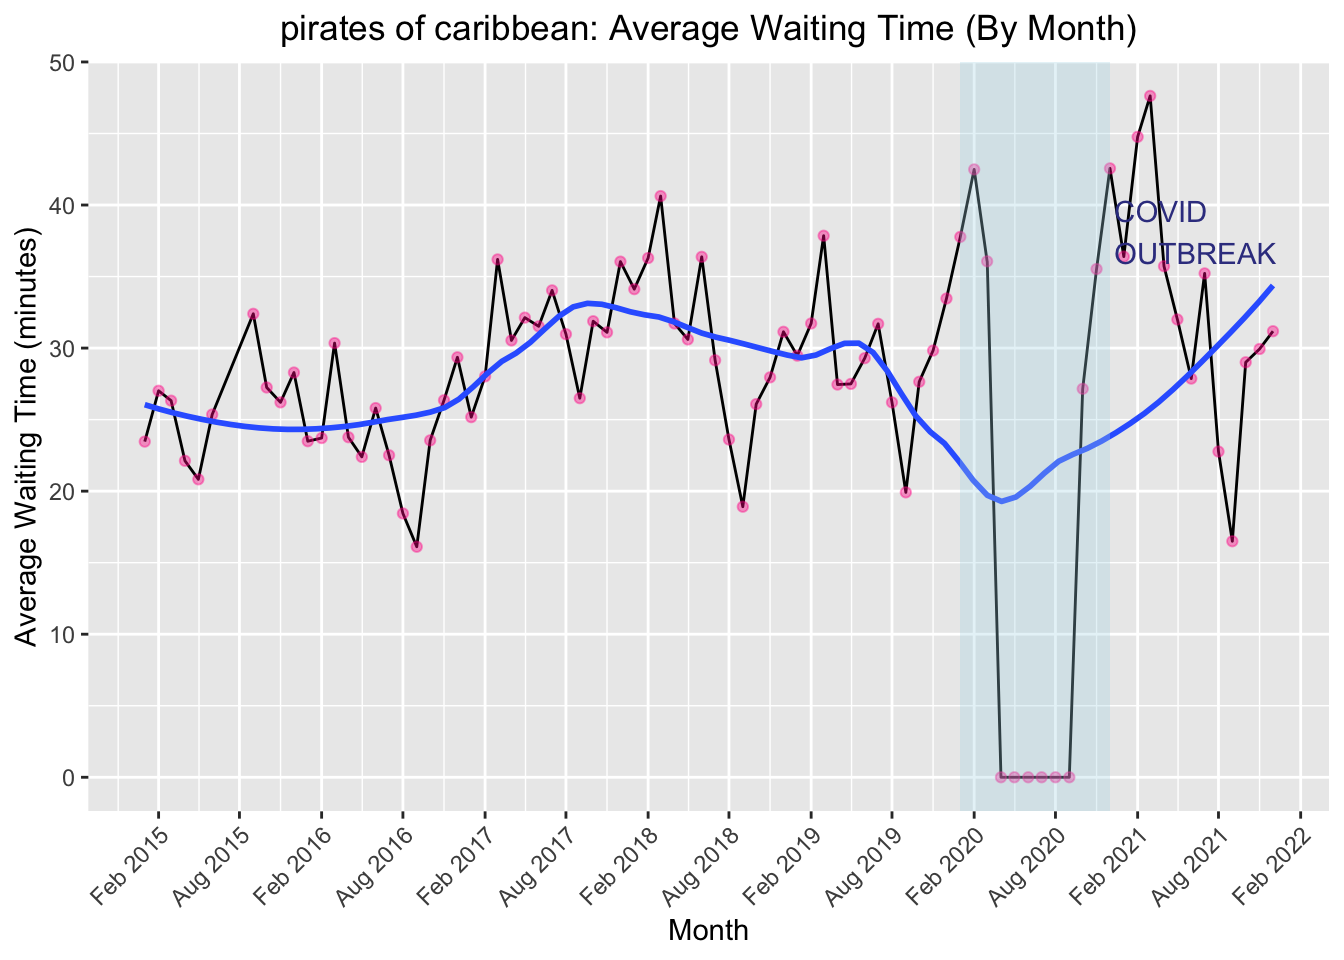 pirates of caribbean: Average Waiting Time (By Month)
Average Waiting Time (minutes)
50
40
30
20
10
0
COVID
OUTBREAK
Feb 2015
Aug 2015
Feb 2016
Aug 2016
Feb 2017
Aug 2017
Feb 2018
Aug 2018
Feb 2019
Aug 2019
Feb 2020
Aug 2020
Feb 2021
Aug 2021
Feb 2022
Month